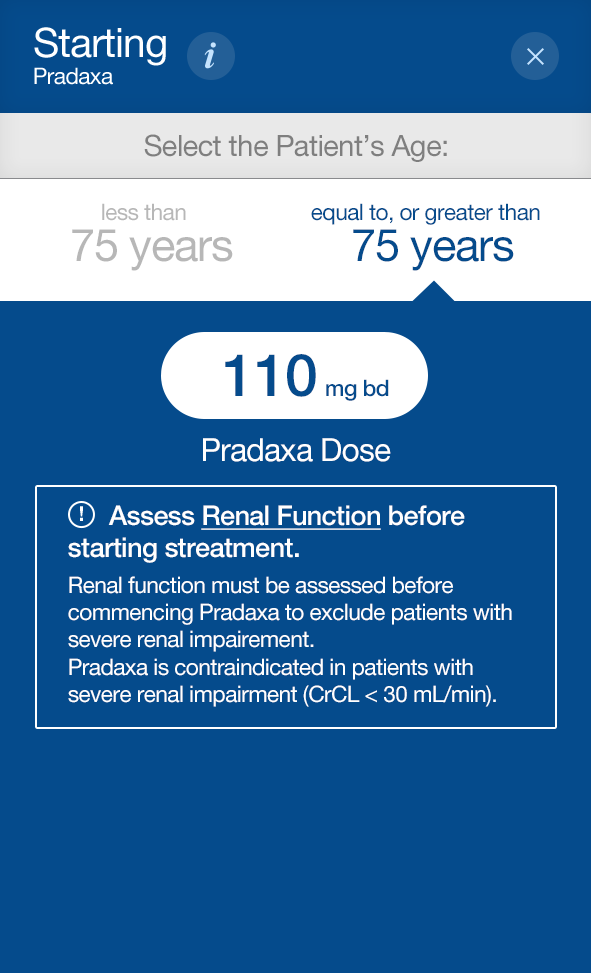 Starting
Pradaxa
i
Select the Patient's Age:
less than
75 years
equal to, or greater than
75 years
110 mg bd
Pradaxa Dose
! Assess Renal Function before
starting streatment.
Renal function must be assessed before
commencing Pradaxa to exclude patients with
severe renal impairement.
Pradaxa is contraindicated in patients with
severe renal impairment (CrCL < 30 mL/min).